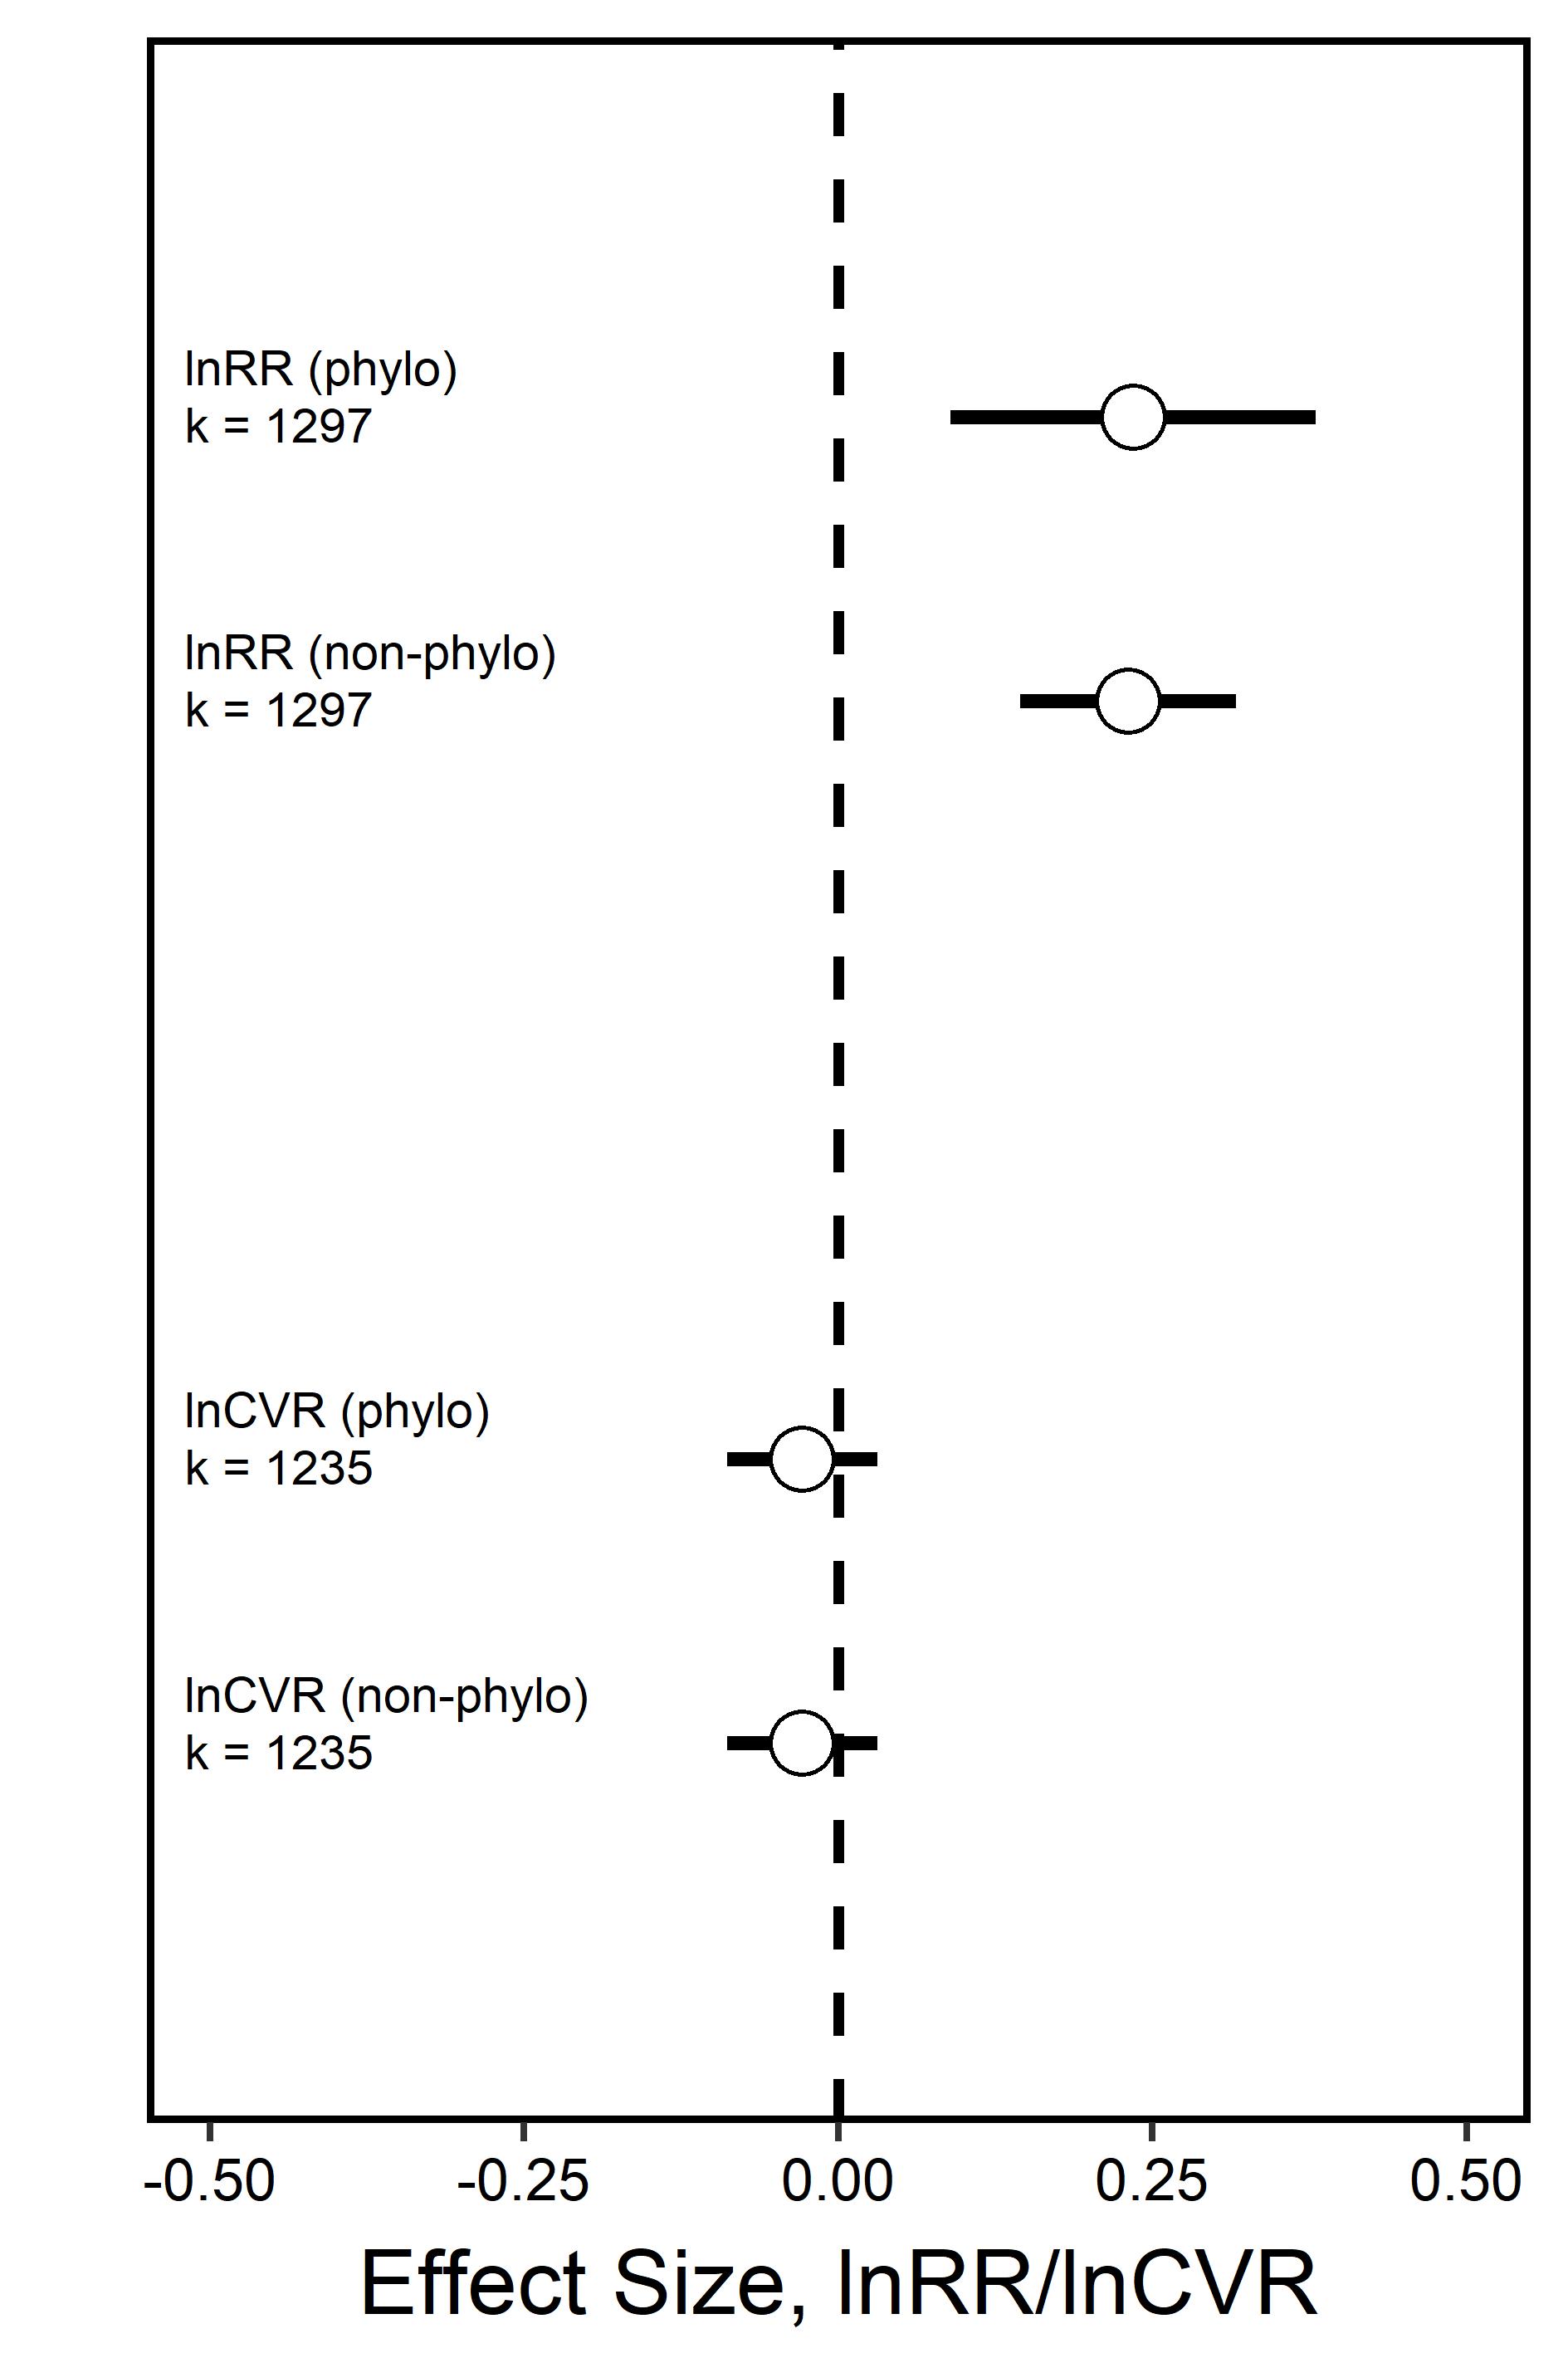 lnRR (phylo)
k = 1297
lnRR (non-phylo)
k = 1297
lnCVR (phylo)
k = 1235
lnCVR (non-phylo)
k = 1235
-0.50 -0.25 0.00 0.25 0.50
Effect Size, lnRR/lnCVR